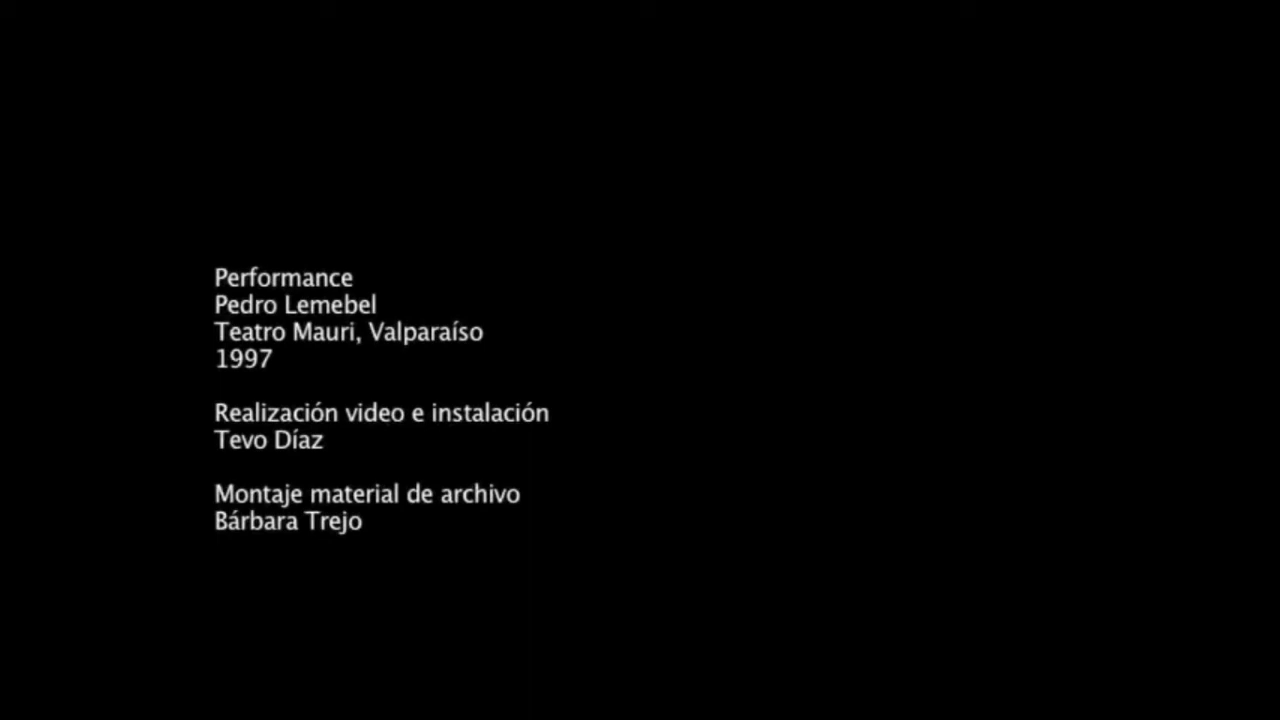 Performance
Pedro Lemebel
Teatro Mauri, Valparaíso
1997
Realización video e instalación
Tevo Díaz
Montaje material de archivo
Bárbara Trejo